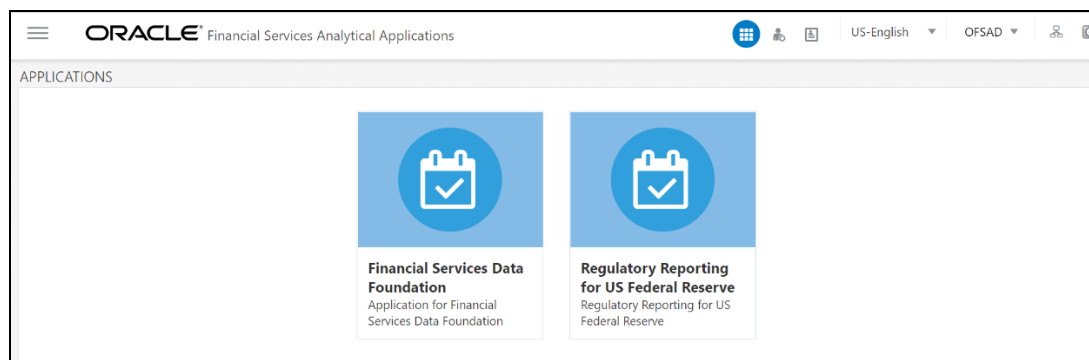 ORACLE® Financial Services Analytical Applications
US-English
OFSAD
APPLICATIONS
Financial Services Data
Foundation
Application for Financial
Services Data Foundation
Regulatory Reporting
for US Federal Reserve
Regulatory Reporting for US
Federal Reserve